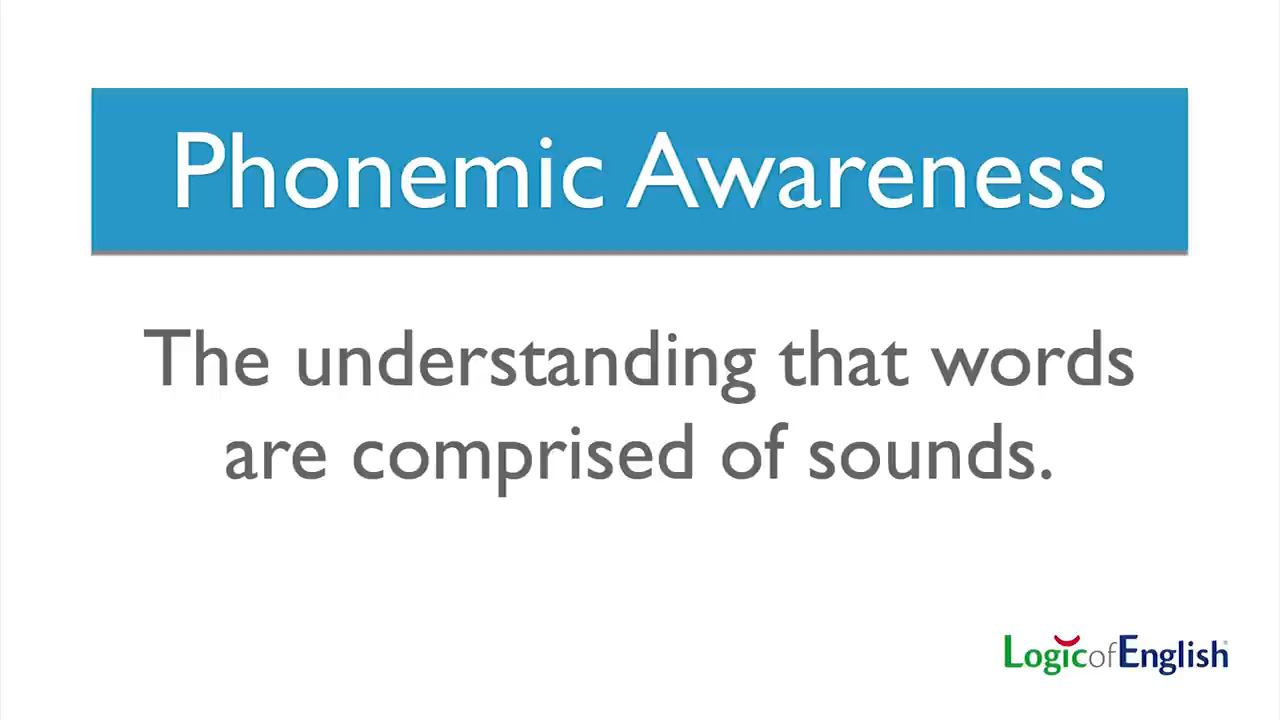 Phonemic Awareness
The understanding that words
are comprised of sounds.
LogicofEnglish